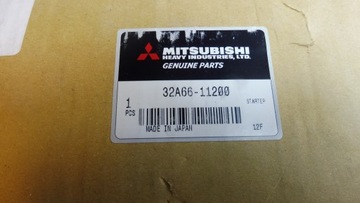 MITSUBISHI
HEAVY INDUSTRIES, LTD.
GENUINE PARTS
32A66-11200
1
PCS
STARTER
MADE IN JAPAN
12F